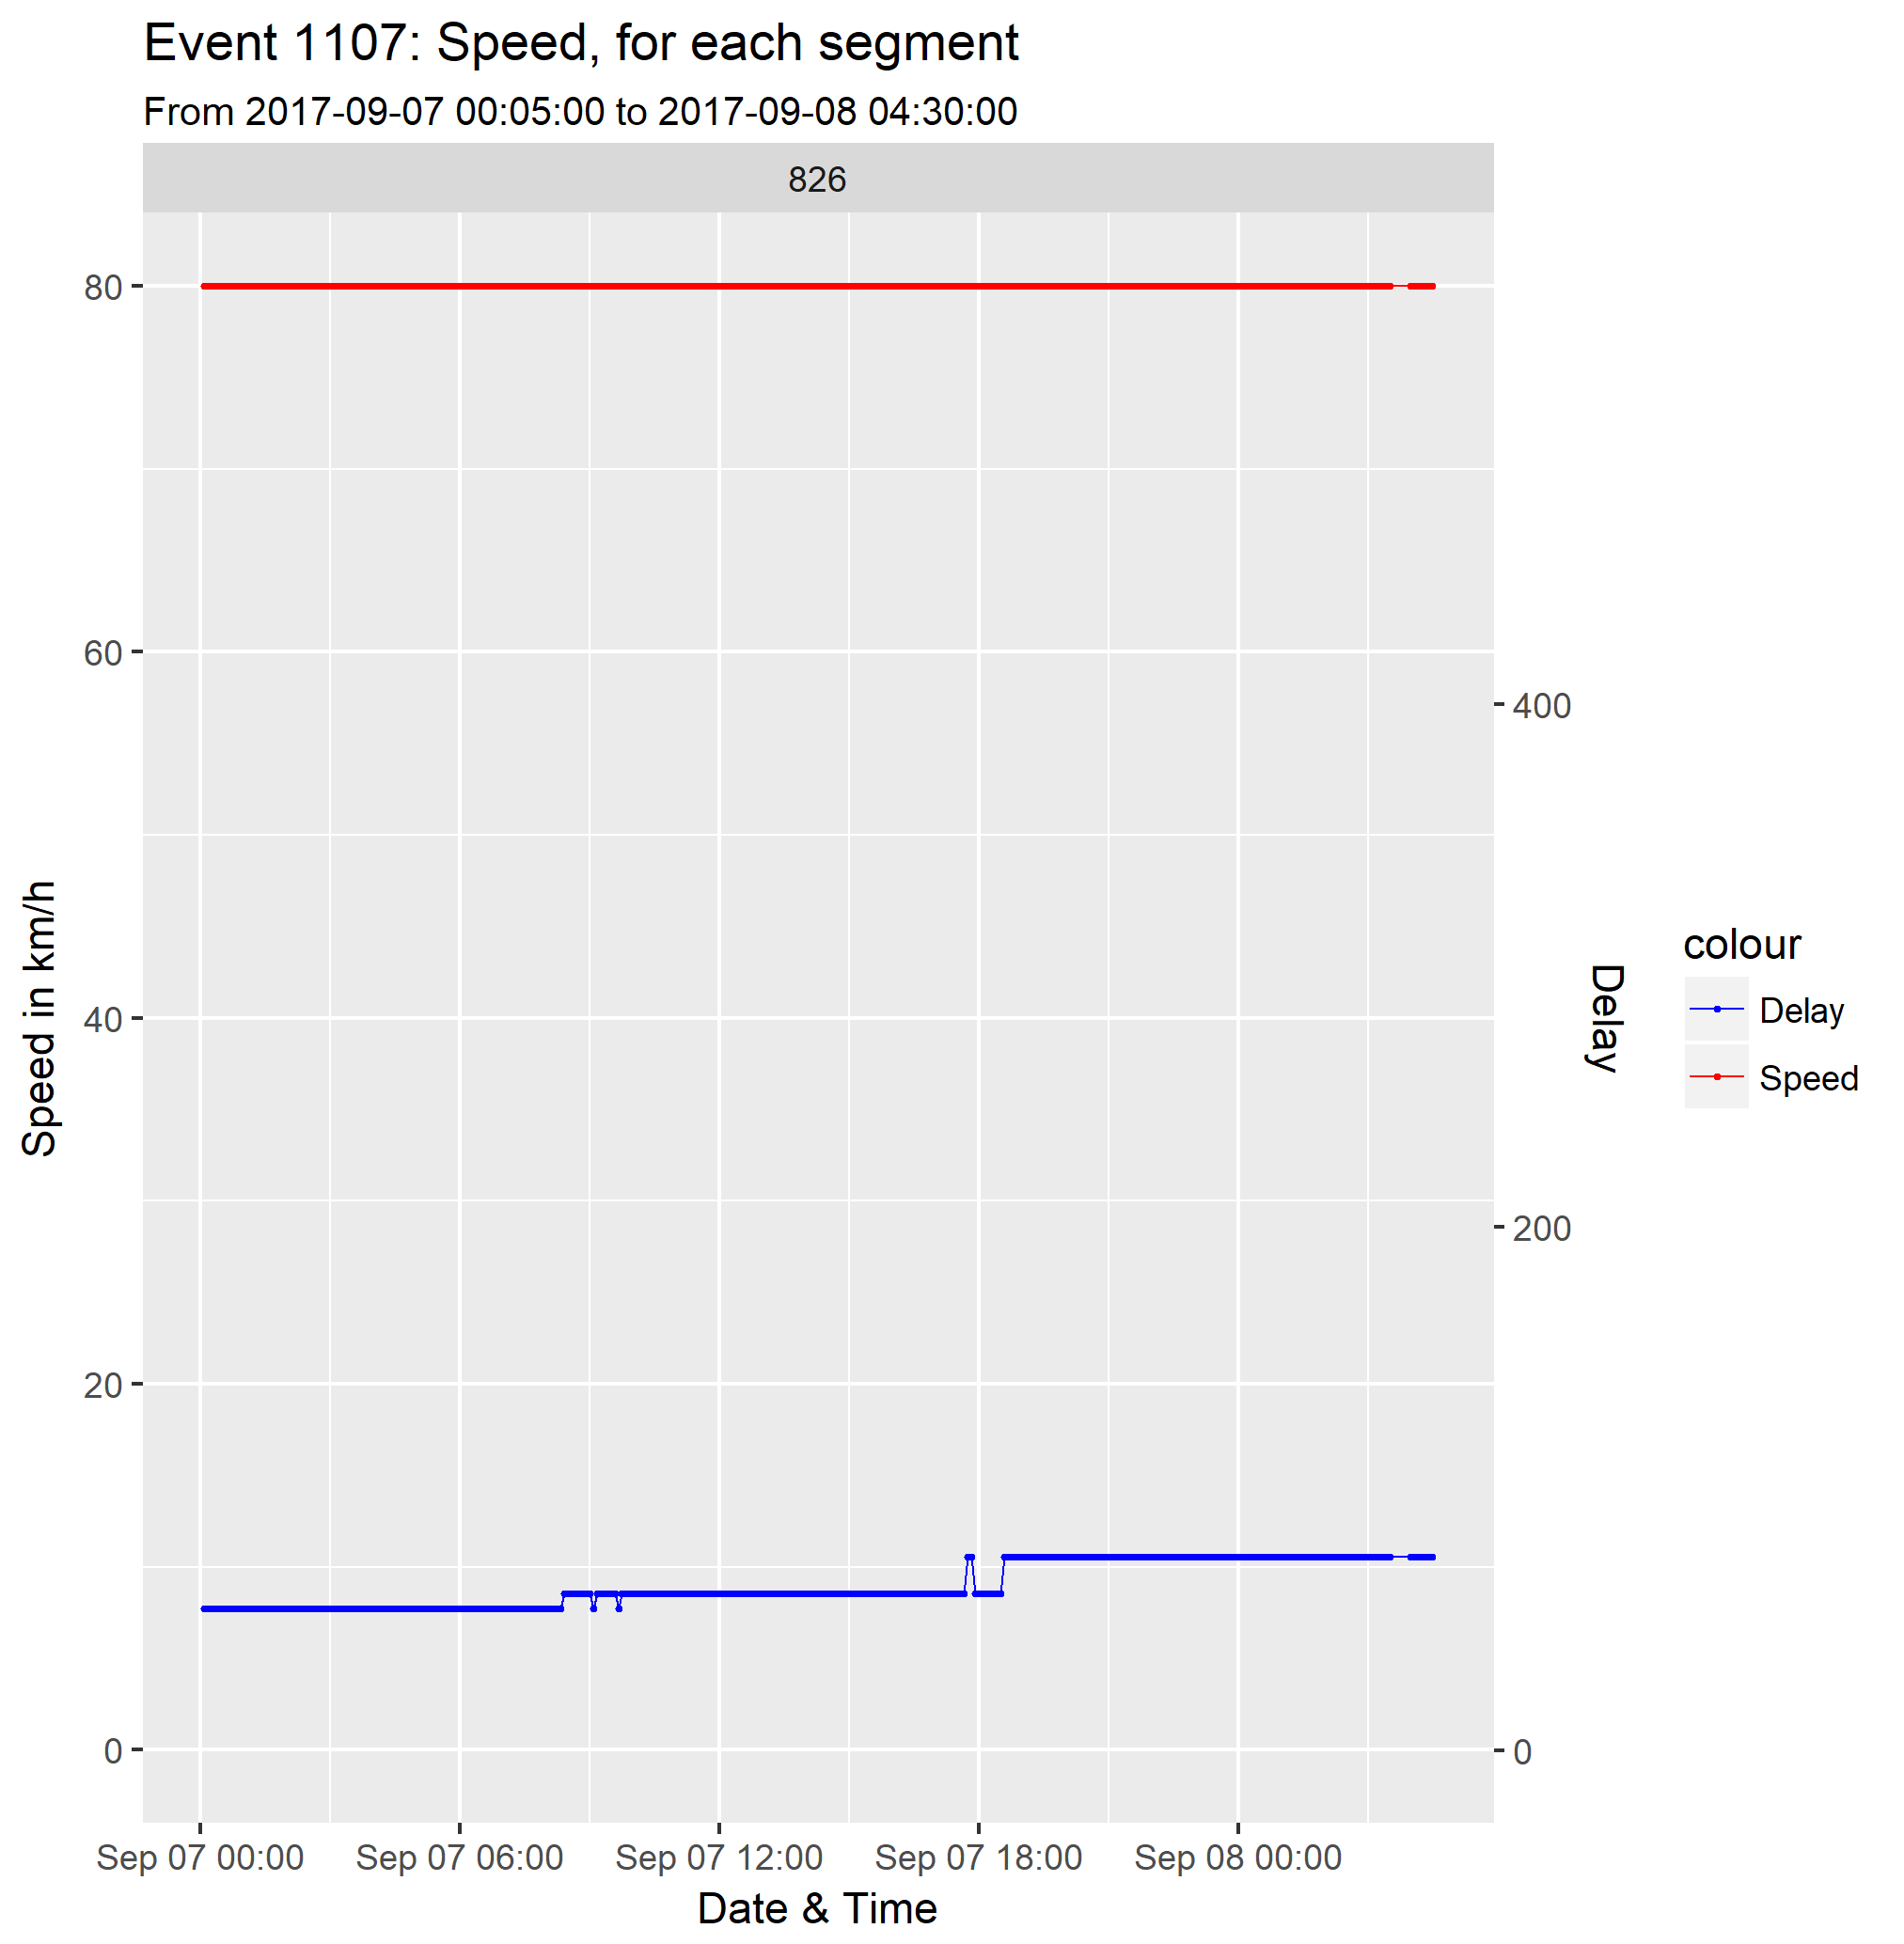 Event 1107: Speed, for each segment
From 2017-09-07 00:05:00 to 2017-09-08 04:30:00
826
80
60
40
20
0
Speed in km/h
400
200
0
Delay
colour
Delay
Speed
Sep 07 00:00
Sep 07 06:00
Sep 07 12:00
Sep 07 18:00
Sep 08 00:00
Date & Time